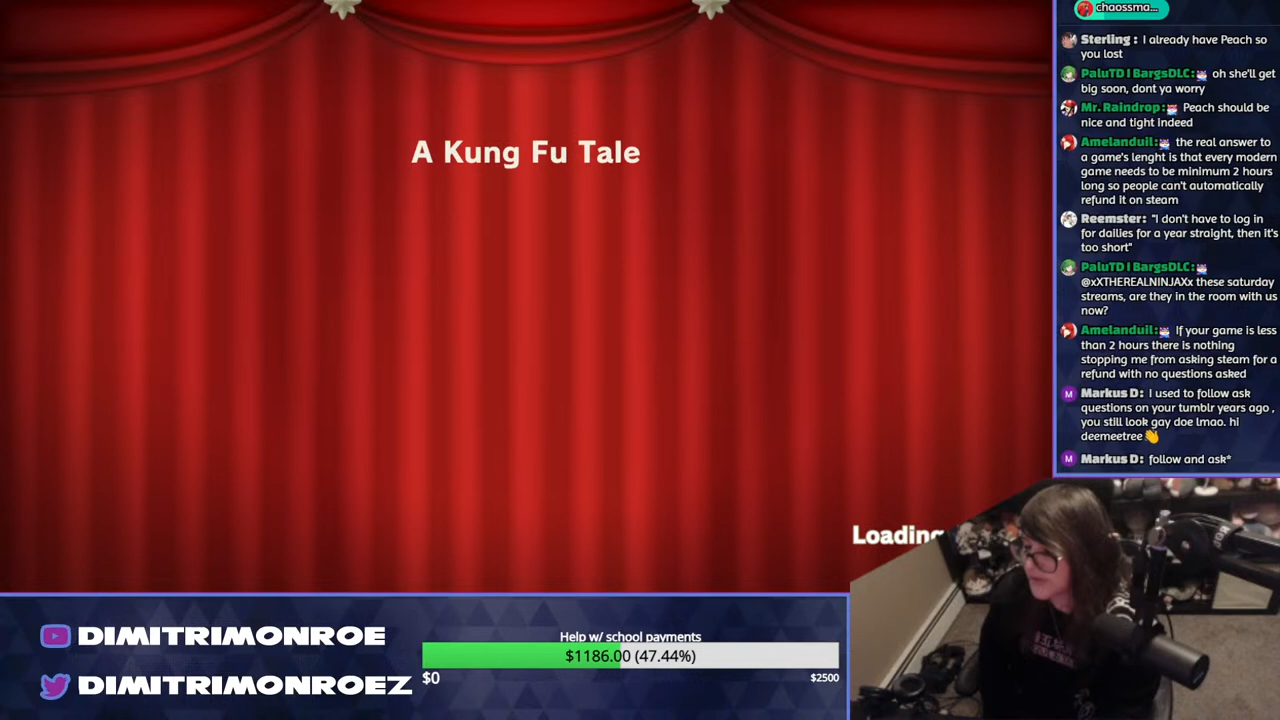 A Kung Fu Tale
Loading
chaossma...
Sterling : I already have Peach so
you lost
PaluTD | BargsDLC: oh she'll get
big soon, dont ya worry
Mr. Raindrop: Peach should be
nice and tight indeed
Amelanduil: the real answer to
a game's lenght is that every modern
game needs to be minimum 2 hours
long so people can't automatically
refund it on steam
Reemster: "I don't have to log in
for dailies for a year straight, then it's
too short"
PaluTD | BargsDLC:
@xXTHEREALNINJAXx these saturday
streams, are they in the room with us
now?
Amelanduil: If your game is less
than 2 hours there is nothing
stopping me from asking steam for a
refund with no questions asked
M Markus D: I used to follow ask
questions on your tumblr years ago ,
you still look gay doe lmao. hi
deemeetree
M Markus D: follow and ask*
DIMITRIMONROE
DIMITRIMONROEZ
Help w/ school payments
$1186.00 (47.44%)
$0
$2500